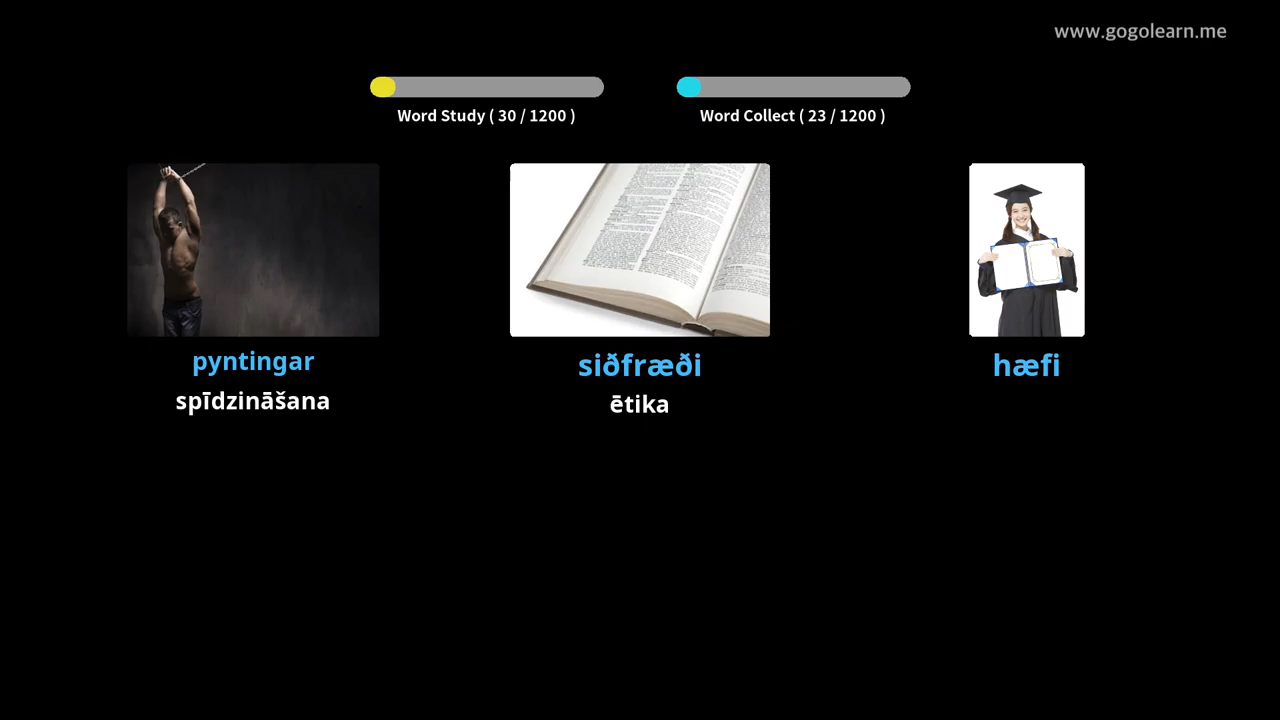 www.gogolearn.me
Word Study ( 30 / 1200 )
Word Collect ( 23 / 1200 )
pyntingar
spīdzināšana
siðfræði
ētika
hæfi